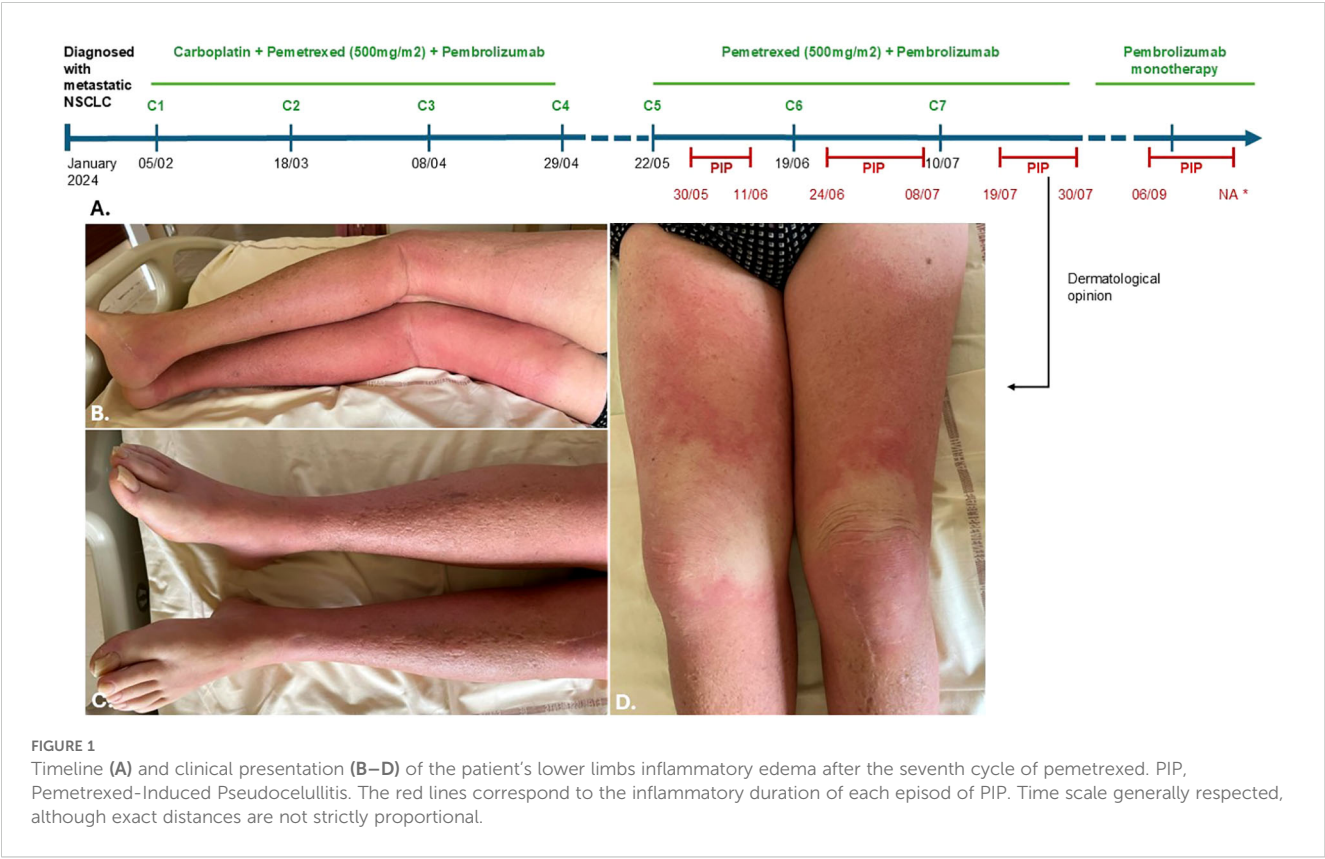 Diagnosed
with
metastatic
NSCLC
Carboplatin + Pemetrexed (500mg/m2) + Pembrolizumab
Pemetrexed (500mg/m2) + Pembrolizumab
Pembrolizumab
monotherapy
C1 C2 C3 C4 C5 C6 C7
January
2024
05/02 18/03 08/04 29/04 22/05 PIP 19/06 PIP 10/07 PIP PIP
30/05 11/06 24/06 08/07 19/07 30/07 06/09 NA *
A.
Dermatological
opinion
B.
C.
D.
FIGURE 1
Timeline (A) and clinical presentation (B–D) of the patient's lower limbs inflammatory edema after the seventh cycle of pemetrexed. PIP,
Pemetrexed-Induced Pseudocelullitis. The red lines correspond to the inflammatory duration of each episod of PIP. Time scale generally respected,
although exact distances are not strictly proportional.